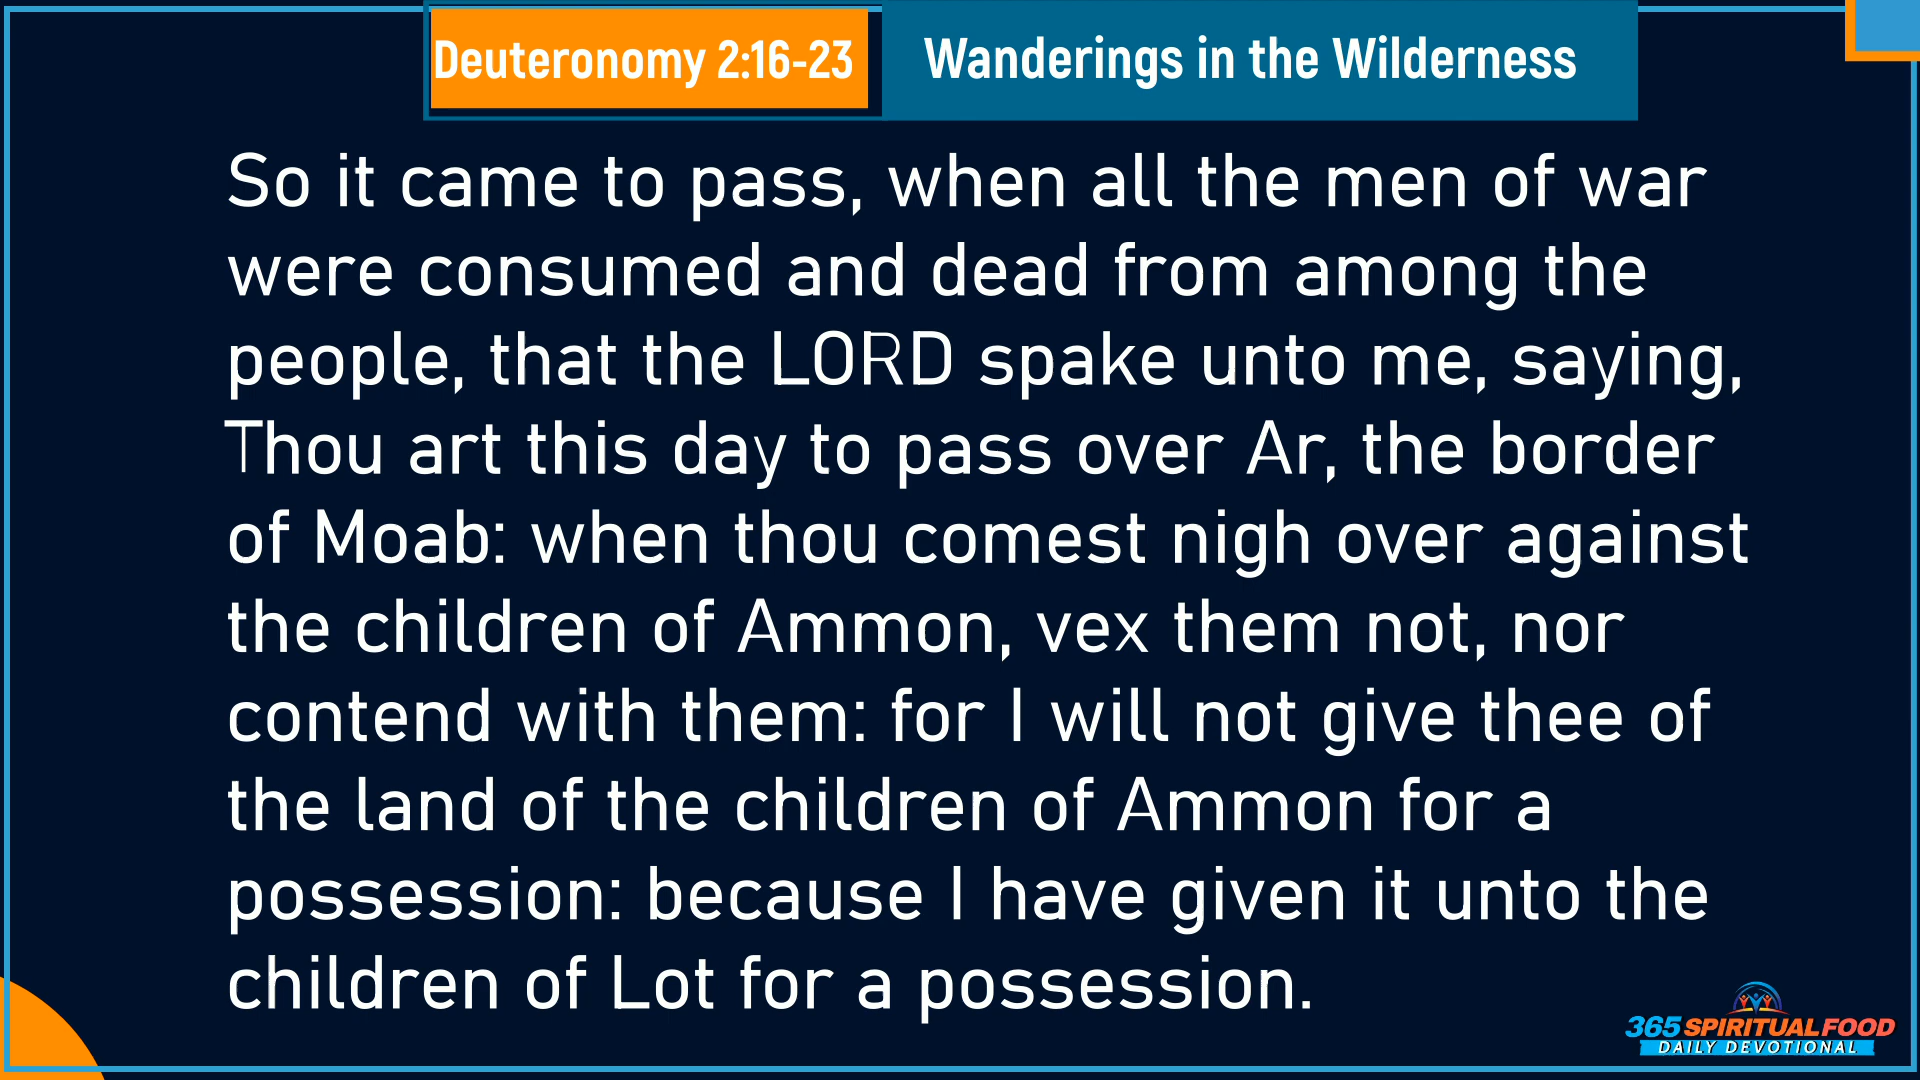 Deuteronomy 2:16-23
Wanderings in the Wilderness
So it came to pass, when all the men of war
were consumed and dead from among the
people, that the LORD spake unto me, saying,
Thou art this day to pass over Ar, the border
of Moab: when thou comest nigh over against
the children of Ammon, vex them not, nor
contend with them: for I will not give thee of
the land of the children of Ammon for a
possession: because I have given it unto the
children of Lot for a possession.
365 SPIRITUAL FOOD
DAILY DEVOTIONAL